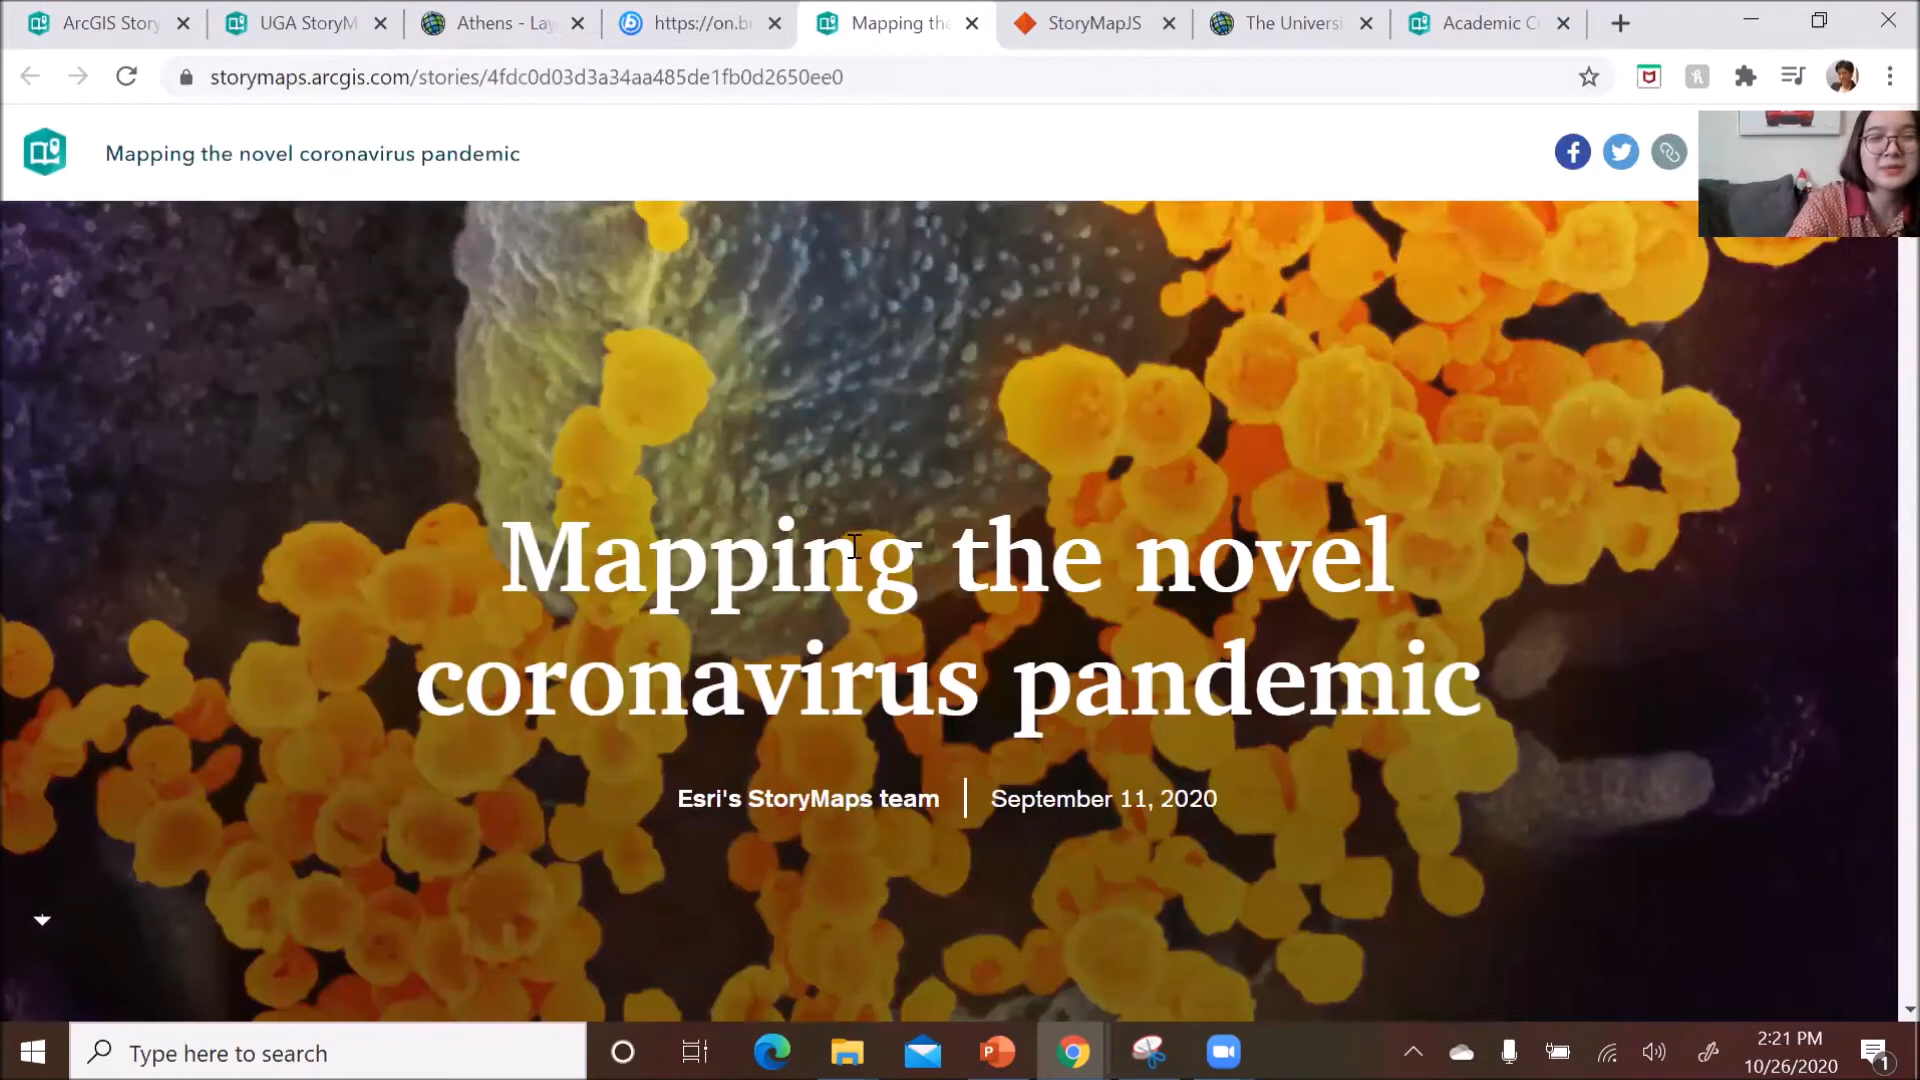 ArcGIS Story
UGA StoryM
Athens - Lay
https://on.b
Mapping the
StoryMapJS
The Universi
Academic C
storymaps.arcgis.com/stories/4fdc0d03d3a34aa485de1fb0d2650ee0
Mapping the novel coronavirus pandemic
Mapping the novel
coronavirus pandemic
Esri's StoryMaps team | September 11, 2020
Type here to search
2:21 PM
10/26/2020
1